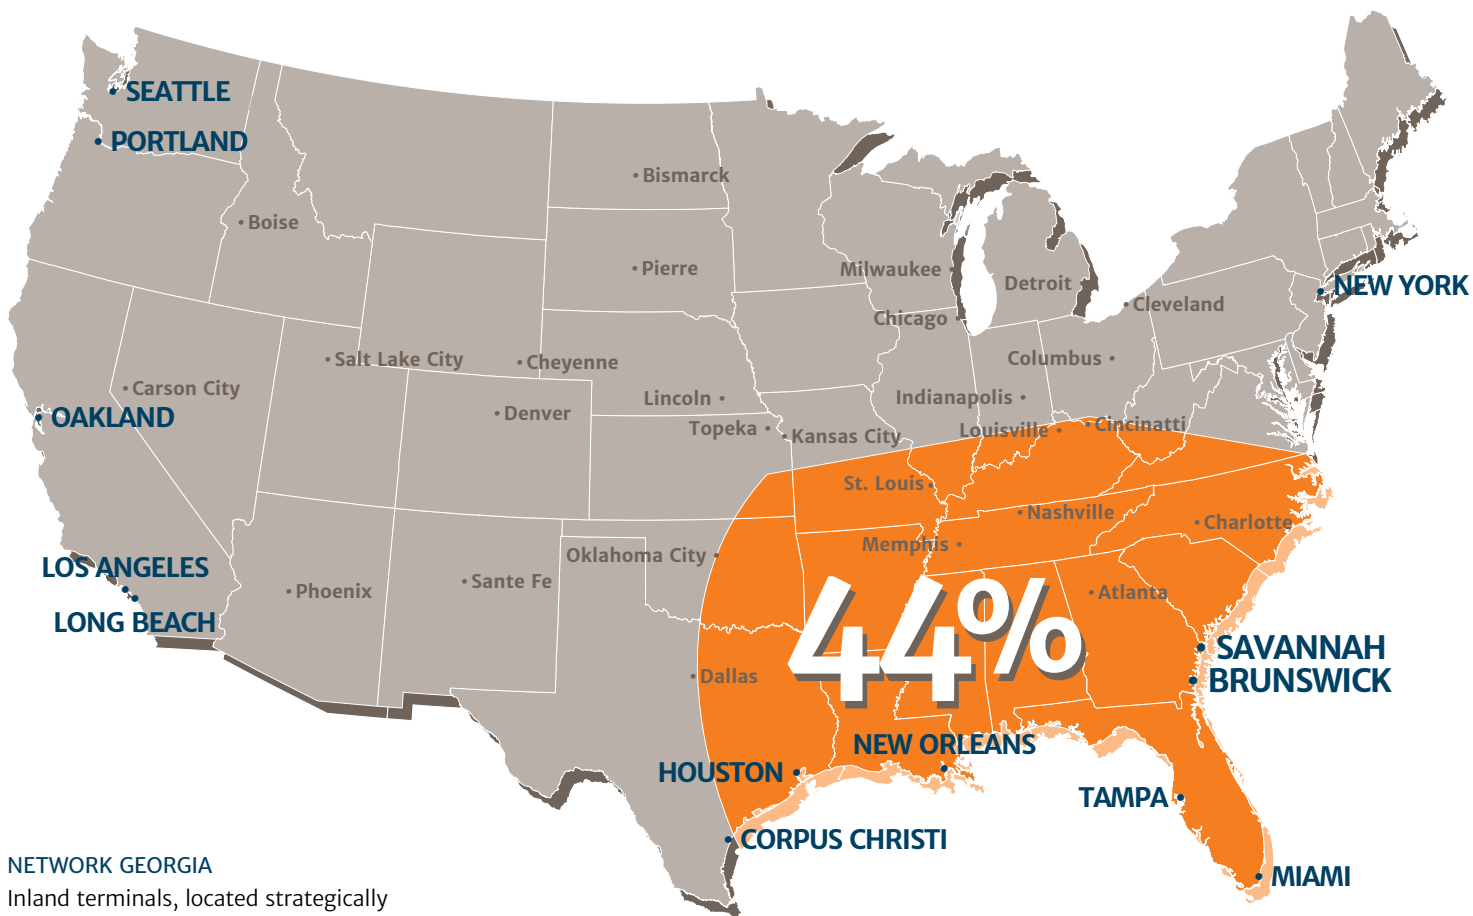 SEATTLE
PORTLAND
Bismarck
Boise
Pierre
Milwaukee
Detroit
NEW YORK
Cleveland
Chicago
Salt Lake City
Cheyenne
Columbus
Carson City
Lincoln
Indianapolis
OAKLAND
Denver
Topeka
Kansas City
Louisville
Cincinatti
St. Louis
Nashville
Charlotte
Memphis
Oklahoma City
LOS ANGELES
Phoenix
Sante Fe
Atlanta
LONG BEACH
44%
SAVANNAH
Dallas
BRUNSWICK
NEW ORLEANS
HOUSTON
TAMPA
CORPUS CHRISTI
NETWORK GEORGIA
MIAMI
Inland terminals, located strategically